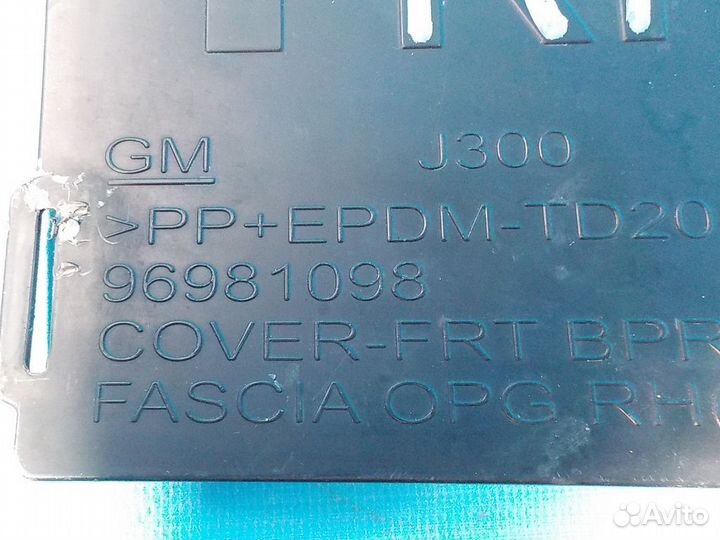 GM J300
>PP+EPDM-TD20
96981098
COVER-FRT BPR
FASCIA OPG RH
Avito